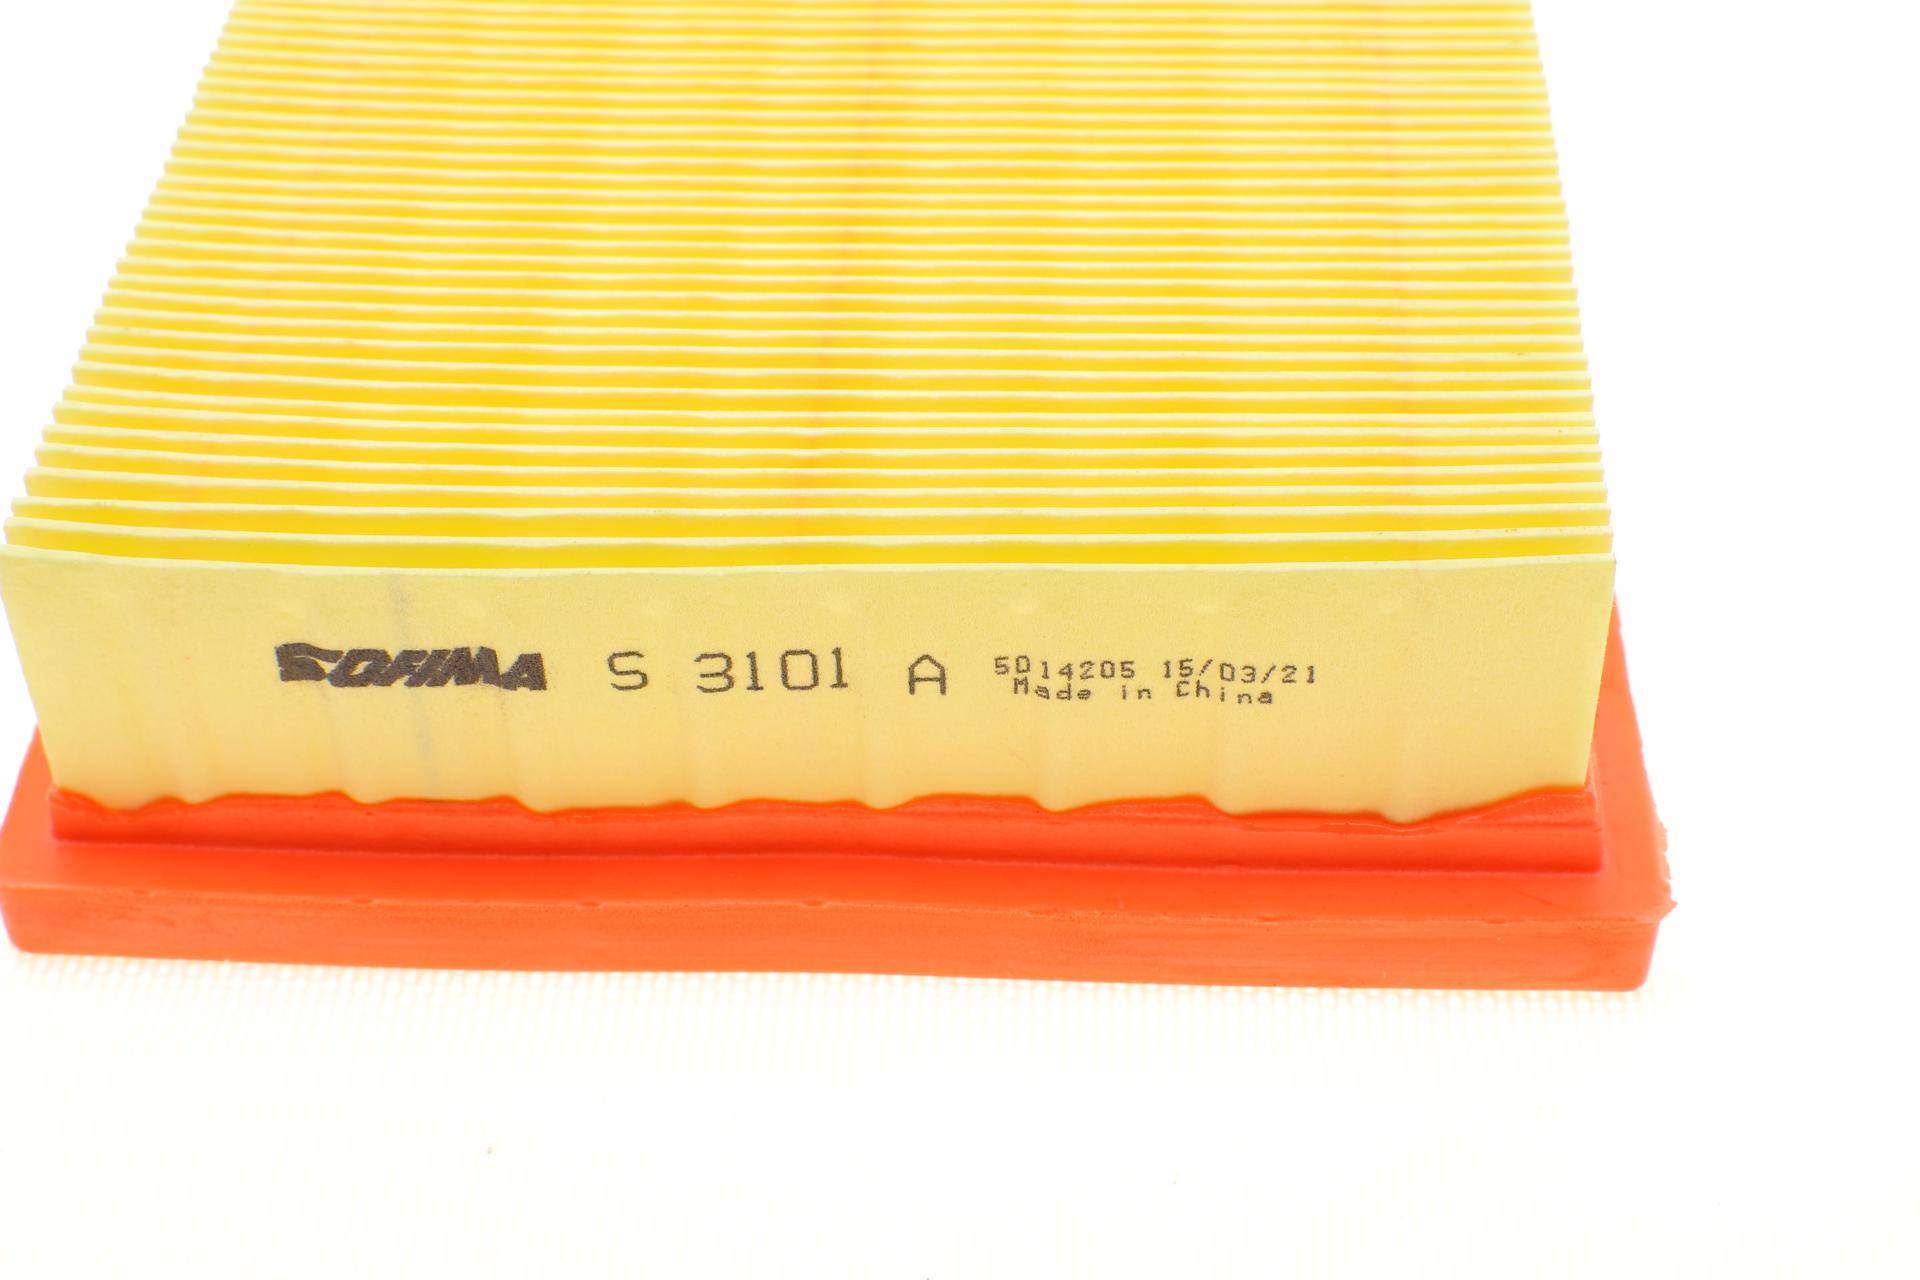 SOFIMA S 3101 A 5014205 15/03/21
Made in China